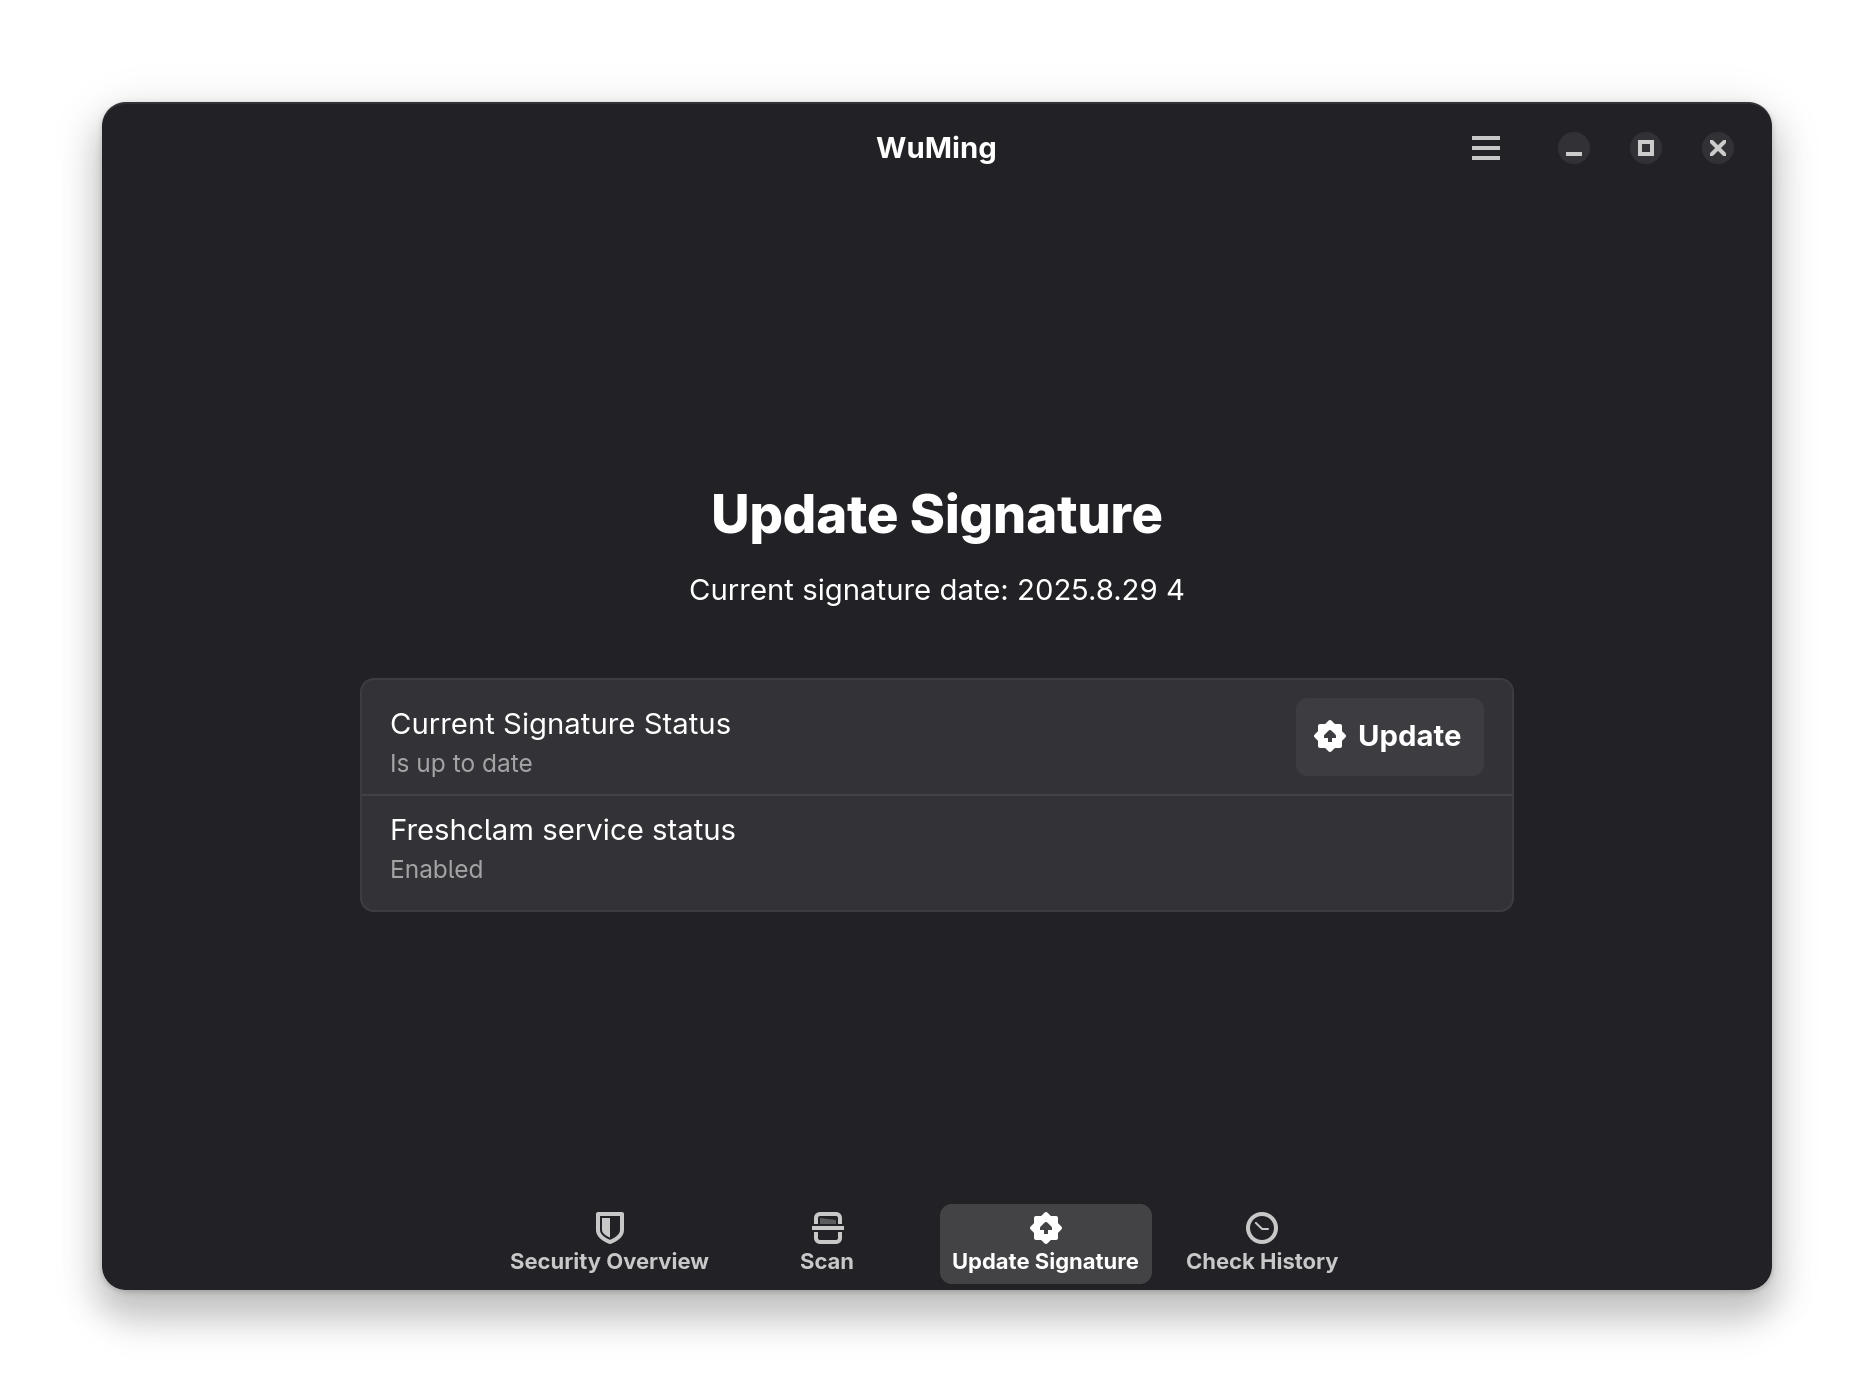 WuMing
Update Signature
Current signature date: 2025.8.29 4
Current Signature Status
Is up to date
Update
Freshclam service status
Enabled
Security Overview
Scan
Update Signature
Check History